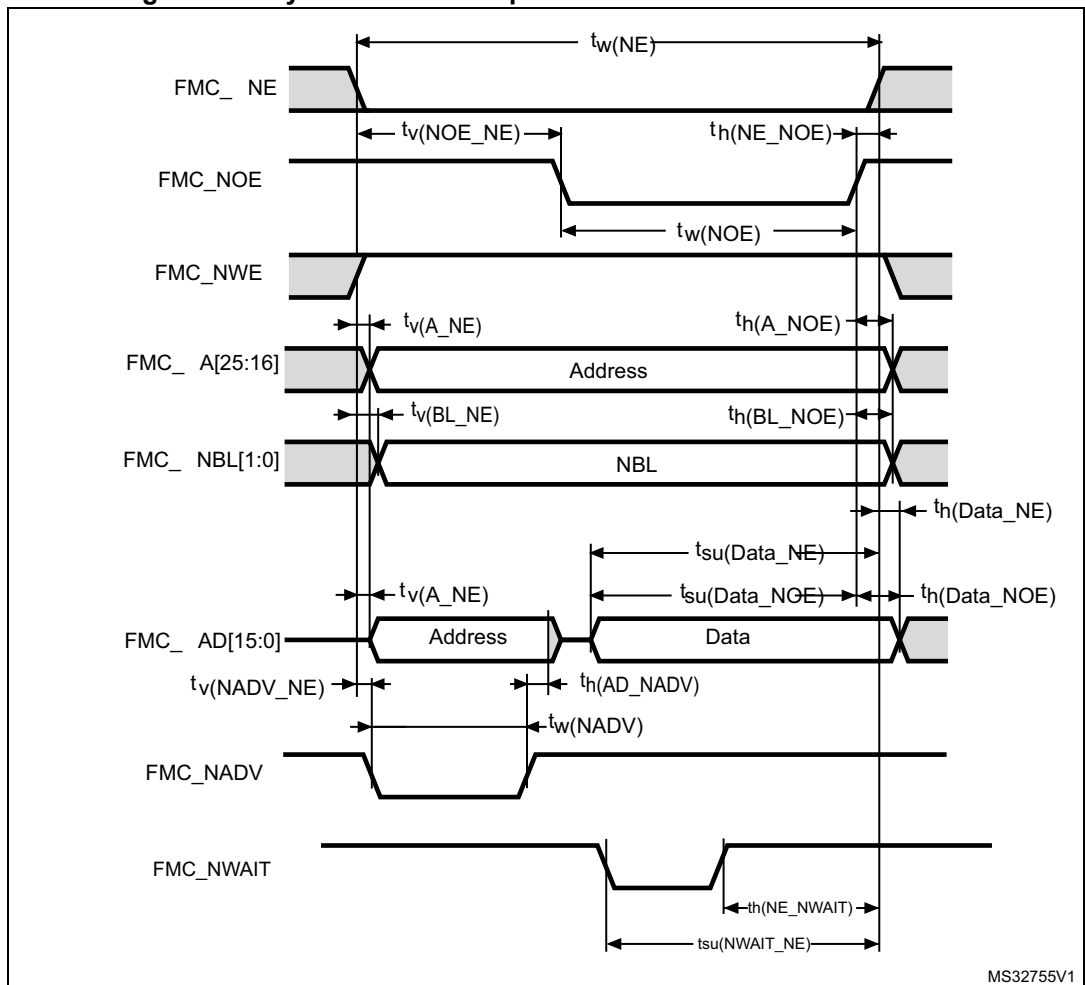 tw(NE)
FMC_ NE
tv(NOE_NE)
th(NE_NOE)
FMC_NOE
tw(NOE)
FMC_NWE
tv(A_NE)
th(A_NOE)
FMC_ A[25:16]
Address
tv(BL_NE)
th(BL_NOE)
FMC_ NBL[1:0]
NBL
th(Data_NE)
tsu(Data_NE)
tv(A_NE)
tsu(Data_NOE)
th(Data_NOE)
FMC_ AD[15:0]
Address
Data
tv(NADV_NE)
th(AD_NADV)
tw(NADV)
FMC_NADV
FMC_NWAIT
th(NE_NWAIT)
tsu(NWAIT_NE)
MS32755V1